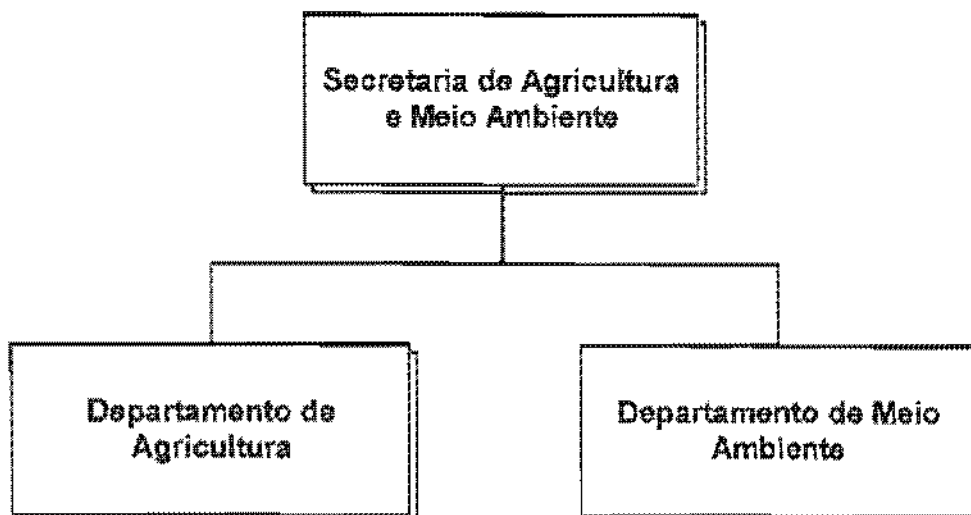 Secretaria de Agricultura
e Meio Ambiente
Departamento de
Agricultura
Departamento de Meio
Ambiente